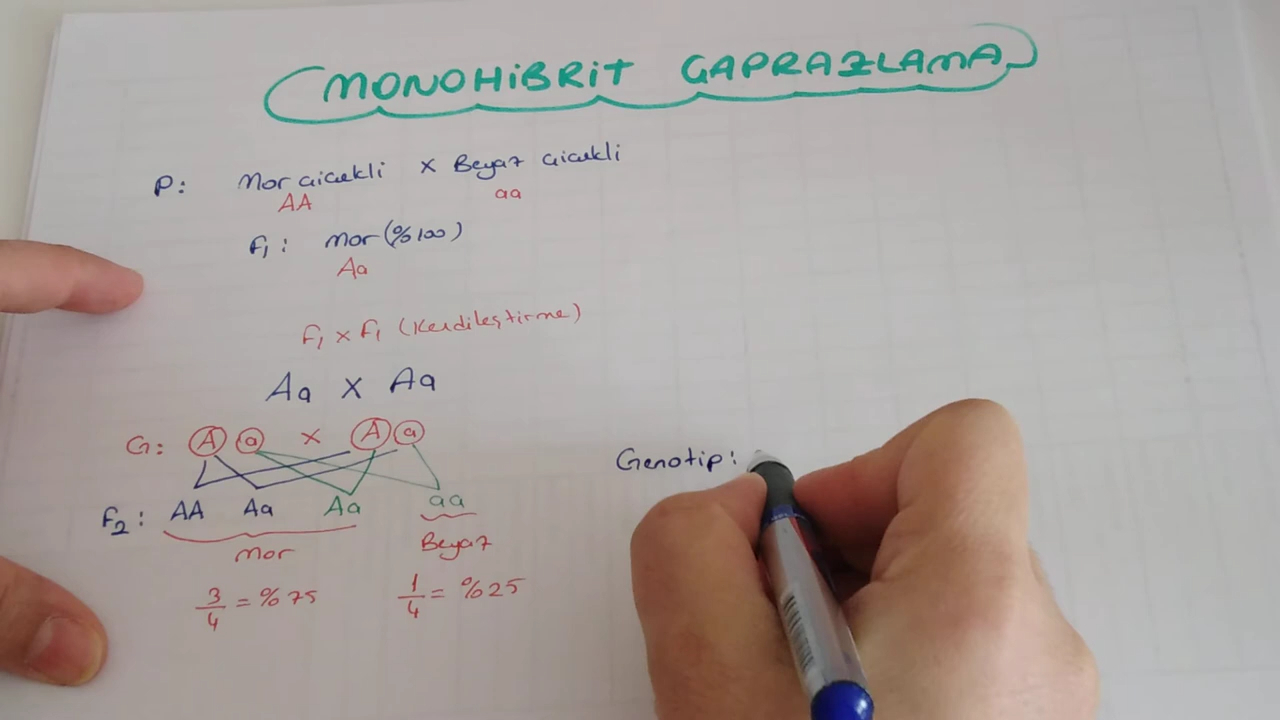 MONOHİBRİT ÇAPRAZLAMA
P: Mor çiçekli x Beyaz çiçekli
AA aa
F₁: mor (%100)
Aa
F₁ x F₁ (Kendileştirme)
Aa x Aa
G: A a x A a
F₂: AA Aa Aa aa
mor Beyaz
3/4 = %75 1/4 = %25
Genotip: